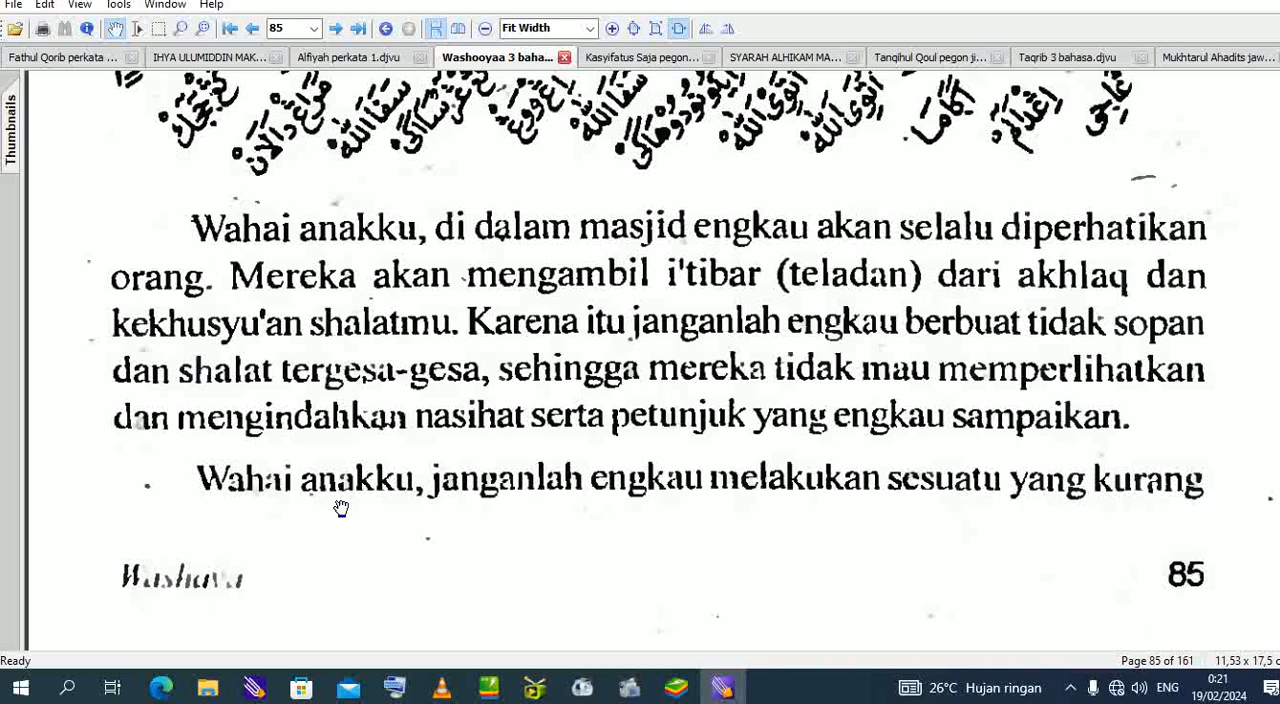 File Edit View Tools Window Help
85 Fit Width
Fathul Qorib perkata ... IHYA ULUMIDDIN MAK... Alfiyah perkata 1.djvu Washooyaa 3 baha... Kasyifatus Saja pegon... SYARAH ALHIKAM MA... Tanqihul Qoul pegon ji... Taqrib 3 bahasa.djvu Mukhtarul Ahadits jaw...
Thumbnails
Wahai anakku, di dalam masjid engkau akan selalu diperhatikan
orang. Mereka akan mengambil i'tibar (teladan) dari akhlaq dan
kekhusyu'an shalatmu. Karena itu janganlah engkau berbuat tidak sopan
dan shalat tergesa-gesa, sehingga mereka tidak mau memperlihatkan
dan mengindahkan nasihat serta petunjuk yang engkau sampaikan.
Wahai anakku, janganlah engkau melakukan sesuatu yang kurang
Washaya 85
Ready Page 85 of 161 11,53 x 17,5 c
26°C Hujan ringan ENG 0:21
19/02/2024